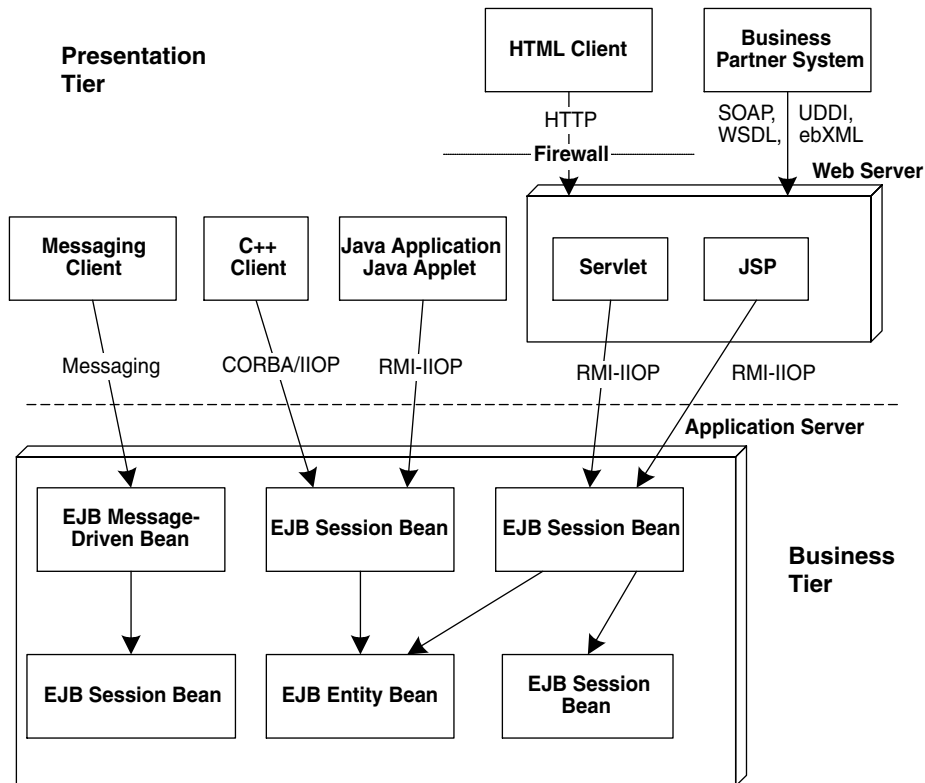 Presentation
Tier
HTML Client
Business
Partner System
HTTP
SOAP,
WSDL,
UDDI,
ebXML
Firewall
Web Server
Messaging
Client
C++
Client
Java Application
Java Applet
Servlet
JSP
Messaging
CORBA/IIOP
RMI-IIOP
RMI-IIOP
RMI-IIOP
Application Server
EJB Message-
Driven Bean
EJB Session Bean
EJB Session Bean
Business
Tier
EJB Session Bean
EJB Entity Bean
EJB Session
Bean